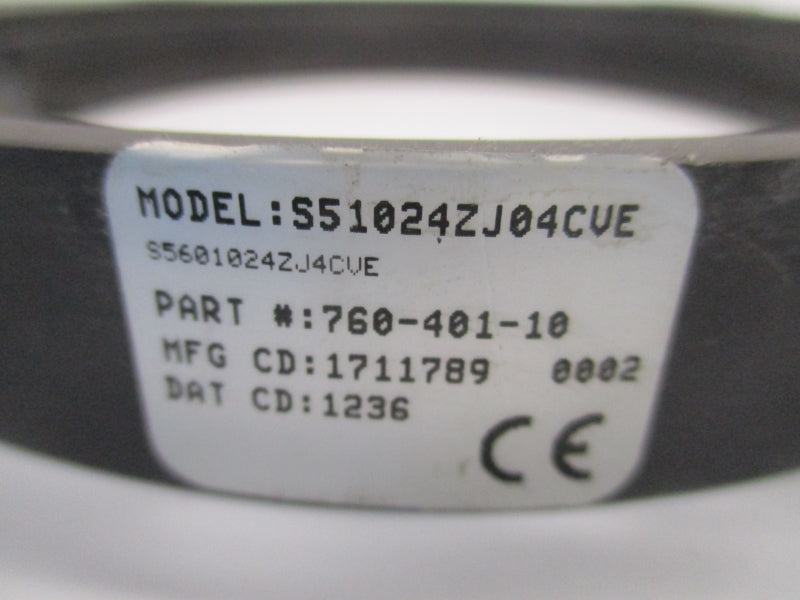 MODEL:S51024ZJ04CVE
S5601024ZJ4CVE
PART #:760-401-10
MFG CD:1711789 0002
DAT CD:1236
CE